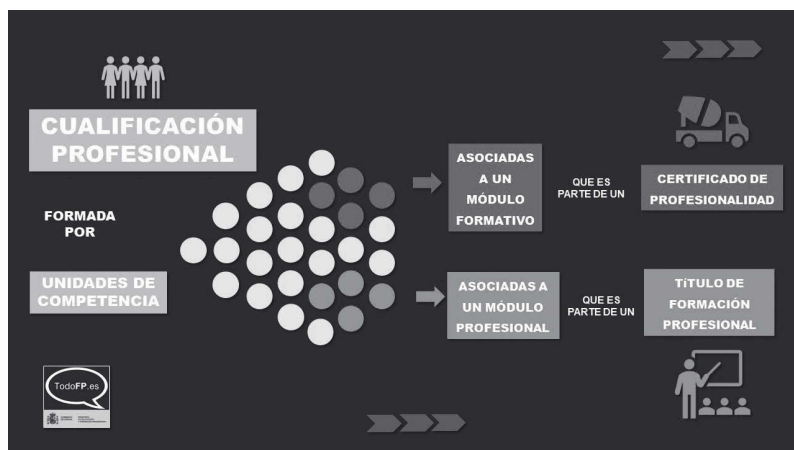 CUALIFICACIÓN
PROFESIONAL
FORMADA
POR
UNIDADES DE
COMPETENCIA
ASOCIADAS
A UN
MÓDULO
FORMATIVO
QUE ES
PARTE DE UN
CERTIFICADO DE
PROFESIONALIDAD
ASOCIADAS A
UN MÓDULO
PROFESIONAL
QUE ES
PARTE DE UN
TÍTULO DE
FORMACIÓN
PROFESIONAL
TodoFP.es